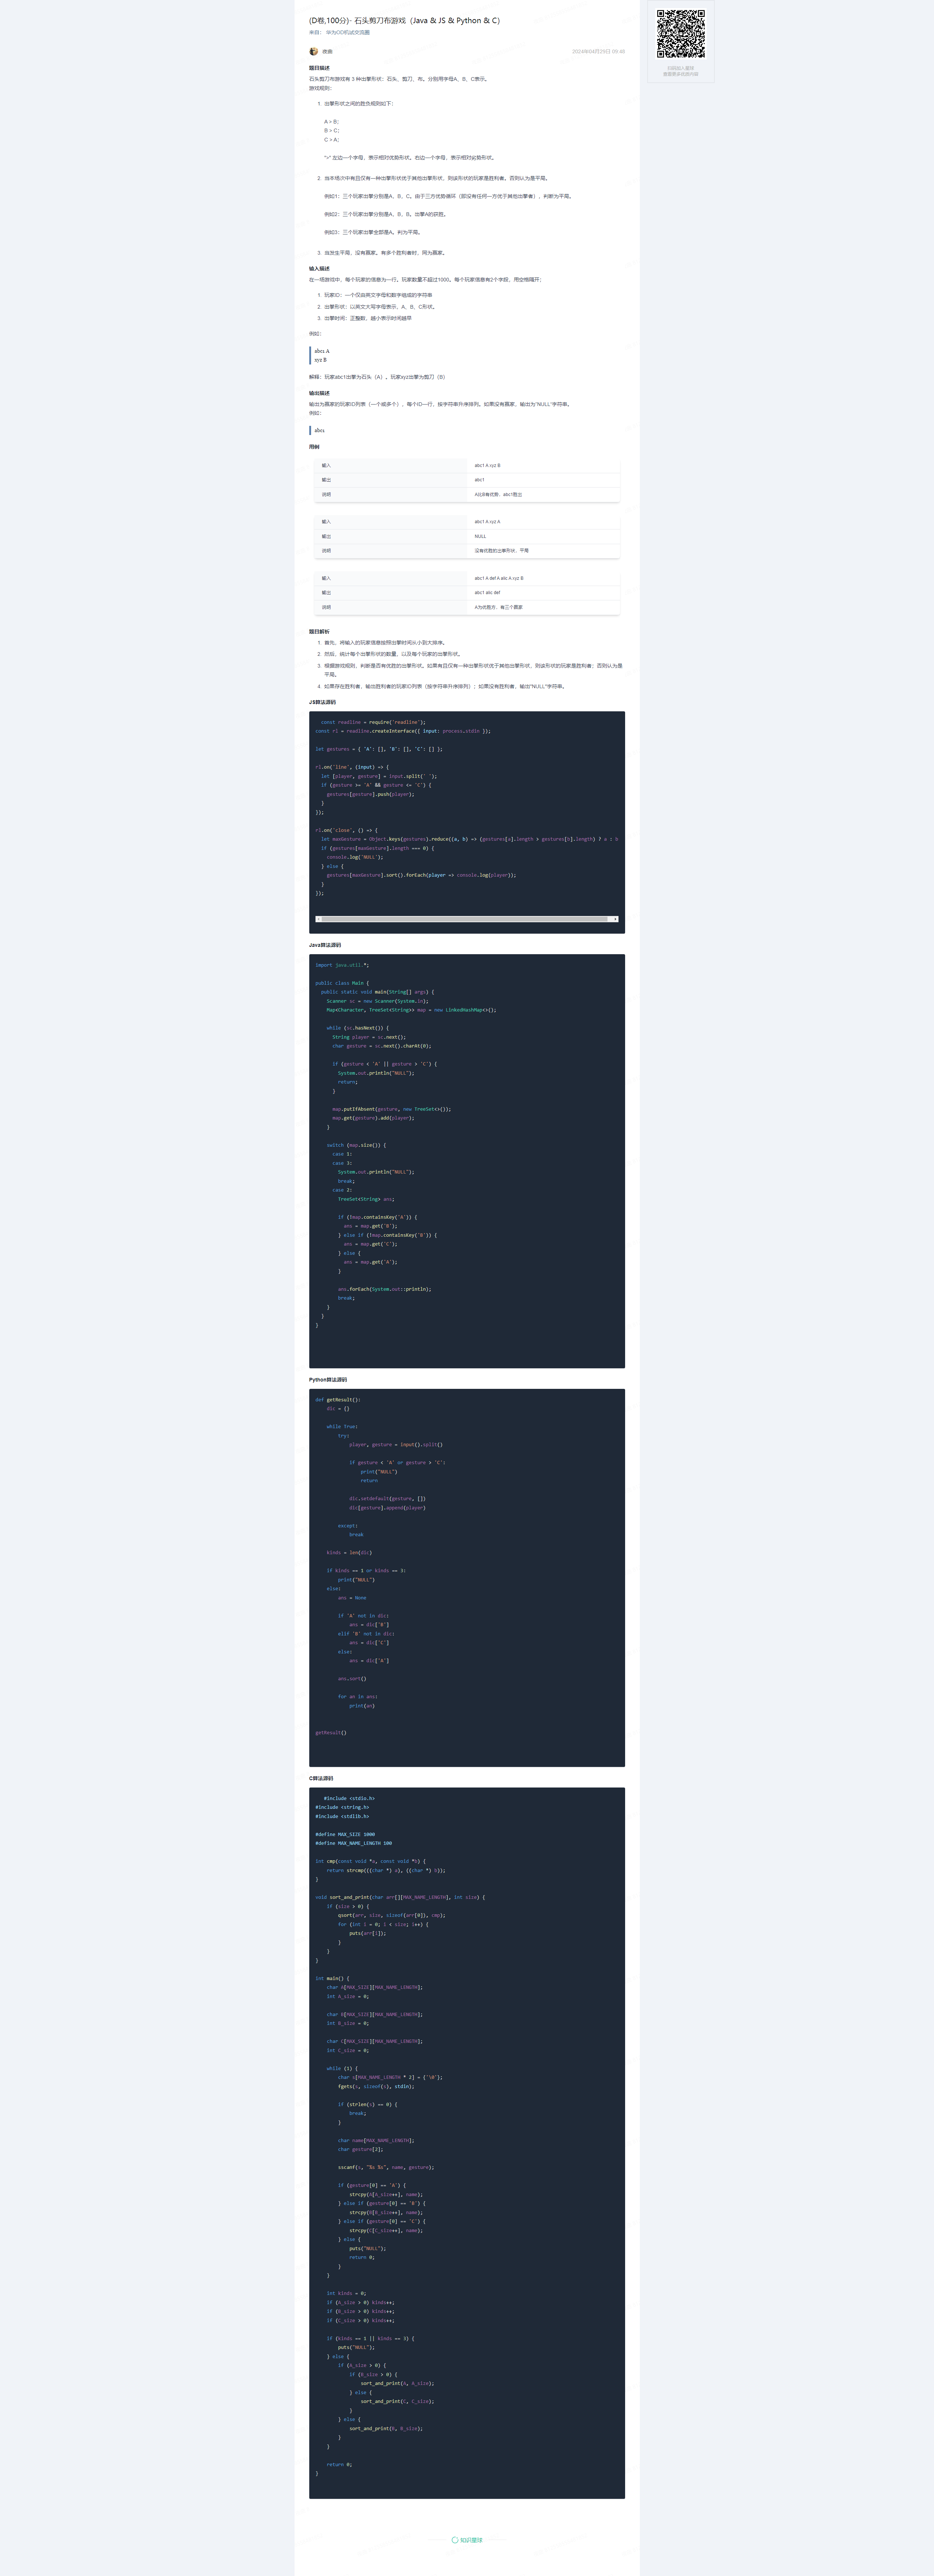 (D卷,100分)- 石头剪刀布游戏（Java & JS & Python & C）
来自： 华为OD机试交流圈
2024年04月29日 09:48
扫码加入星球
查看更多优质内容
题目描述
石头剪刀布游戏有 3 种出拳形状：石头、剪刀、布。分别用字母A、B、C表示。
游戏规则：
1. 出拳形状之间的胜负规则如下：
A > B；
B > C；
C > A；
">" 左边一个字母，表示相对优势形状。右边一个字母，表示相对劣势形状。
2. 当本场次中有且仅有一种出拳形状优于其他出拳形状，则该形状的玩家是胜利者。否则认为是平局。
例如1：三个玩家出拳分别是A、B、C。由于三方优势循环（即没有任何一方优于其他出拳者），判断为平局。
例如2：三个玩家出拳分别是A、B、B。出拳A的获胜。
例如3：三个玩家出拳全部是A。判为平局。
3. 当发生平局，没有赢家。有多个胜利者时，同为赢家。
输入描述
在一场游戏中，每个玩家的信息为一行。玩家数量不超过1000。每个玩家信息有2个字段，用空格隔开：
1. 玩家ID：一个仅由英文字母和数字组成的字符串
2. 出拳形状：以英文大写字母表示，A、B、C形状。
3. 出拳时间：正整数，越小表示时间越早
例如：
abc1 A
xyz B
解释：玩家abc1出拳为石头（A）。玩家xyz出拳为剪刀（B）
输出描述
输出为赢家的玩家ID列表（一个或多个），每个ID一行，按字符串升序排列。如果没有赢家，输出为"NULL"字符串。
例如：
abc1
用例
输入 abc1 A xyz B
输出 abc1
说明 A比B有优势，abc1胜出
输入 abc1 A xyz A
输出 NULL
说明 没有优胜的出拳形状，平局
输入 abc1 A def A alic A xyz B
输出 abc1 alic def
说明 A为优胜方，有三个赢家
题目解析
1. 首先，将输入的玩家信息按照出拳时间从小到大排序。
2. 然后，统计每个出拳形状的数量，以及每个玩家的出拳形状。
3. 根据游戏规则，判断是否有优胜的出拳形状。如果有且仅有一种出拳形状优于其他出拳形状，则该形状的玩家是胜利者；否则认为是
平局。
4. 如果存在胜利者，输出胜利者的玩家ID列表（按字符串升序排列）；如果没有胜利者，输出"NULL"字符串。
JS算法源码
const readline = require('readline');
const rl = readline.createInterface({ input: process.stdin });
let gestures = { 'A': [], 'B': [], 'C': [] };
rl.on('line', (input) => {
let [player, gesture] = input.split(' ');
if (gesture >= 'A' && gesture <= 'C') {
gestures[gesture].push(player);
}
});
rl.on('close', () => {
let maxGesture = Object.keys(gestures).reduce((a, b) => (gestures[a].length > gestures[b].length) ? a : b
if (gestures[maxGesture].length === 0) {
console.log('NULL');
} else {
gestures[maxGesture].sort().forEach(player => console.log(player));
}
});
Java算法源码
import java.util.*;
public class Main {
public static void main(String[] args) {
Scanner sc = new Scanner(System.in);
Map<Character, TreeSet<String>> map = new LinkedHashMap<>();
while (sc.hasNext()) {
String player = sc.next();
char gesture = sc.next().charAt(0);
if (gesture < 'A' || gesture > 'C') {
System.out.println("NULL");
return;
}
map.putIfAbsent(gesture, new TreeSet<>());
map.get(gesture).add(player);
}
switch (map.size()) {
case 1:
case 3:
System.out.println("NULL");
break;
case 2:
TreeSet<String> ans;
if (!map.containsKey('A')) {
ans = map.get('B');
} else if (!map.containsKey('B')) {
ans = map.get('C');
} else {
ans = map.get('A');
}
ans.forEach(System.out::println);
break;
}
}
}
Python算法源码
def getResult():
dic = {}
while True:
try:
player, gesture = input().split()
if gesture < 'A' or gesture > 'C':
print("NULL")
return
dic.setdefault(gesture, [])
dic[gesture].append(player)
except:
break
kinds = len(dic)
if kinds == 1 or kinds == 3:
print("NULL")
else:
ans = None
if 'A' not in dic:
ans = dic['B']
elif 'B' not in dic:
ans = dic['C']
else:
ans = dic['A']
ans.sort()
for an in ans:
print(an)
getResult()
C算法源码
#include <stdio.h>
#include <string.h>
#include <stdlib.h>
#define MAX_SIZE 1000
#define MAX_NAME_LENGTH 100
int cmp(const void *a, const void *b) {
return strcmp(((char *) a), ((char *) b));
}
void sort_and_print(char arr[][MAX_NAME_LENGTH], int size) {
if (size > 0) {
qsort(arr, size, sizeof(arr[0]), cmp);
for (int i = 0; i < size; i++) {
puts(arr[i]);
}
}
}
int main() {
char A[MAX_SIZE][MAX_NAME_LENGTH];
int A_size = 0;
char B[MAX_SIZE][MAX_NAME_LENGTH];
int B_size = 0;
char C[MAX_SIZE][MAX_NAME_LENGTH];
int C_size = 0;
while (1) {
char s[MAX_NAME_LENGTH * 2] = {'\0'};
fgets(s, sizeof(s), stdin);
if (strlen(s) == 0) {
break;
}
char name[MAX_NAME_LENGTH];
char gesture[2];
sscanf(s, "%s %s", name, gesture);
if (gesture[0] == 'A') {
strcpy(A[A_size++], name);
} else if (gesture[0] == 'B') {
strcpy(B[B_size++], name);
} else if (gesture[0] == 'C') {
strcpy(C[C_size++], name);
} else {
puts("NULL");
return 0;
}
}
int kinds = 0;
if (A_size > 0) kinds++;
if (B_size > 0) kinds++;
if (C_size > 0) kinds++;
if (kinds == 1 || kinds == 3) {
puts("NULL");
} else {
if (A_size > 0) {
if (B_size > 0) {
sort_and_print(A, A_size);
} else {
sort_and_print(C, C_size);
}
} else {
sort_and_print(B, B_size);
}
}
return 0;
}
知识星球